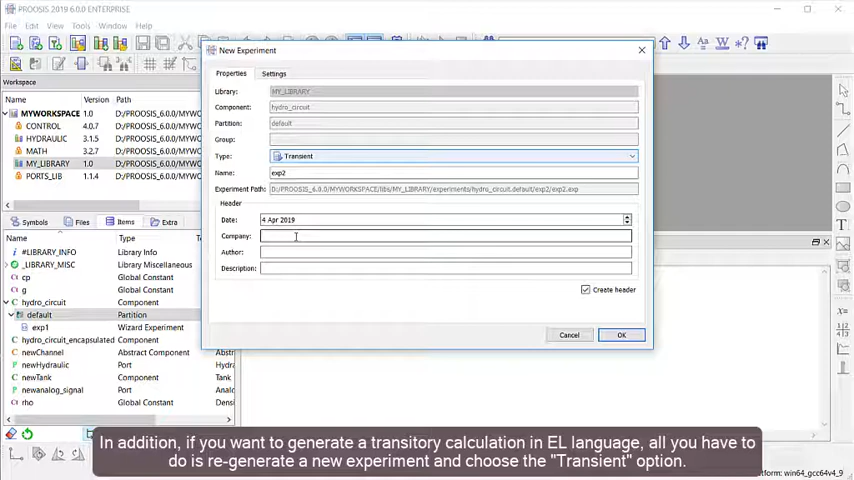 PROOSIS 2019 6.0.0 ENTERPRISE
File Edit View Tools Window Help
New Experiment
Properties Settings
Library: MY_LIBRARY
Component: hydro_circuit
Partition: default
Group:
Type: Transient
Name: exp2
Experiment Path: D:/PROOSIS_6.0.0/MYWORKSPACE/libs/MY_LIBRARY/experiments/hydro_circuit.default/exp2/exp2.exp
Header
Date: 4 Apr 2019
Company:
Author:
Description:
Create header
Cancel OK
Workspace
Name Version Path
MYWORKSPACE 1.0 D:/PROOSIS_6.0.0/MYWO
CONTROL 4.0.7 D:/PROOSIS_6.0.0/MYWO
HYDRAULIC 3.1.5 D:/PROOSIS_6.0.0/MYWO
MATH 3.2.7 D:/PROOSIS_6.0.0/MYWO
MY_LIBRARY 1.0 D:/PROOSIS_6.0.0/MYWO
PORTS_LIB 1.1.4 D:/PROOSIS_6.0.0/MYWO
Symbols Files Items Extra
Name Type
#LIBRARY_INFO Library Info
_LIBRARY_MISC Library Miscellaneous
cp Global Constant
g Global Constant
hydro_circuit Component
default Partition
exp1 Wizard Experiment
hydro_circuit_encapsulated Component
newChannel Abstract Component
newHydraulic Port
newTank Component
newanalog_signal Port
rho Global Constant
In addition, if you want to generate a transitory calculation in EL language, all you have to
do is re-generate a new experiment and choose the "Transient" option.
tform: win64_gcc64v4_9